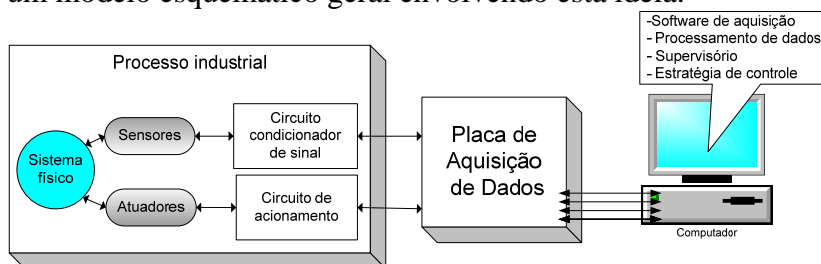 um modelo esquemático geral envolvendo esta ideia.
-Software de aquisição
- Processamento de dados
- Supervisório
- Estratégia de controle
Processo industrial
Sistema
físico
Sensores
Circuito
condicionador
de sinal
Atuadores
Circuito de
acionamento
Placa de
Aquisição
de Dados
Computador